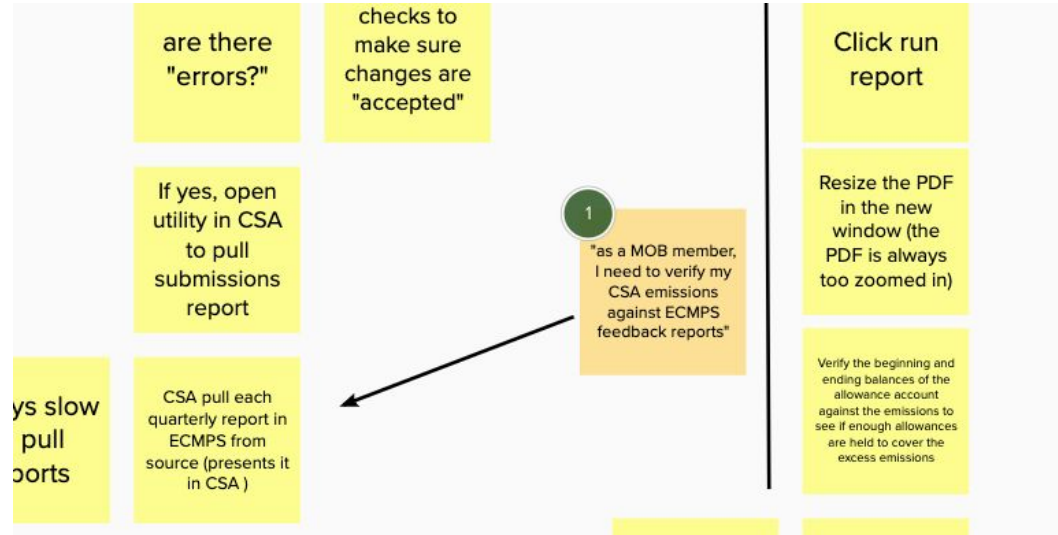 are there
"errors?"
checks to
make sure
changes are
"accepted"
If yes, open
utility in CSA
to pull
submissions
report
slow
pull
CSA pull each
quarterly report in
ECMPS from
source (presents it
in CSA )
1
"as a MOB member,
I need to verify my
CSA emissions
against ECMPS
feedback reports"
Click run
report
Resize the PDF
in the new
window (the
PDF is always
too zoomed in)
Verify the beginning and
ending balances of the
allowance account
against the emissions to
see if enough allowances
are held to cover the
excess emissions